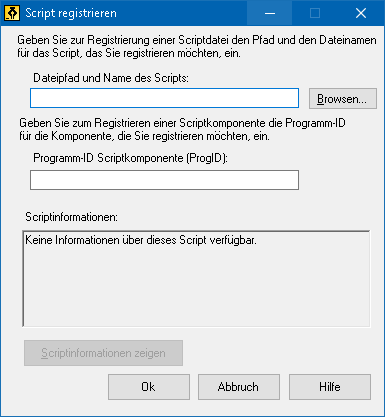 Script registrieren
Geben Sie zur Registrierung einer Scriptdatei den Pfad und den Dateinamen
für das Script, das Sie registrieren möchten, ein.
Dateipfad und Name des Scripts:
Browsen...
Geben Sie zum Registrieren einer Scriptkomponente die Programm-ID
für die Komponente, die Sie registrieren möchten, ein.
Programm-ID Scriptkomponente (ProgID):
Scriptinformationen:
Keine Informationen über dieses Script verfügbar.
Scriptinformationen zeigen
Ok Abbruch Hilfe